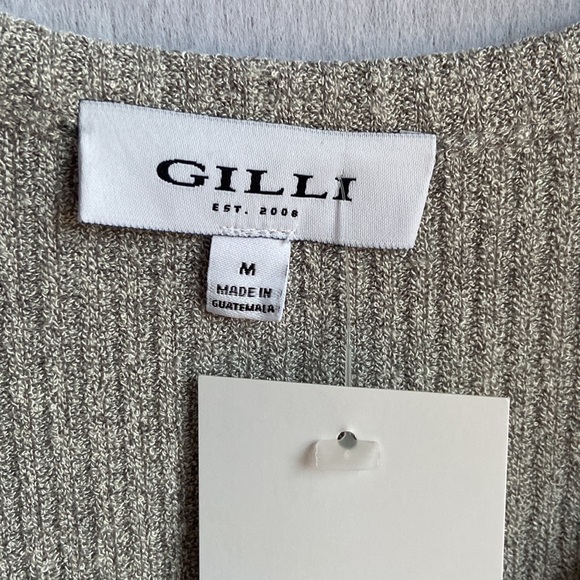 GILLI
EST. 2008
M
MADE IN
GUATEMALA